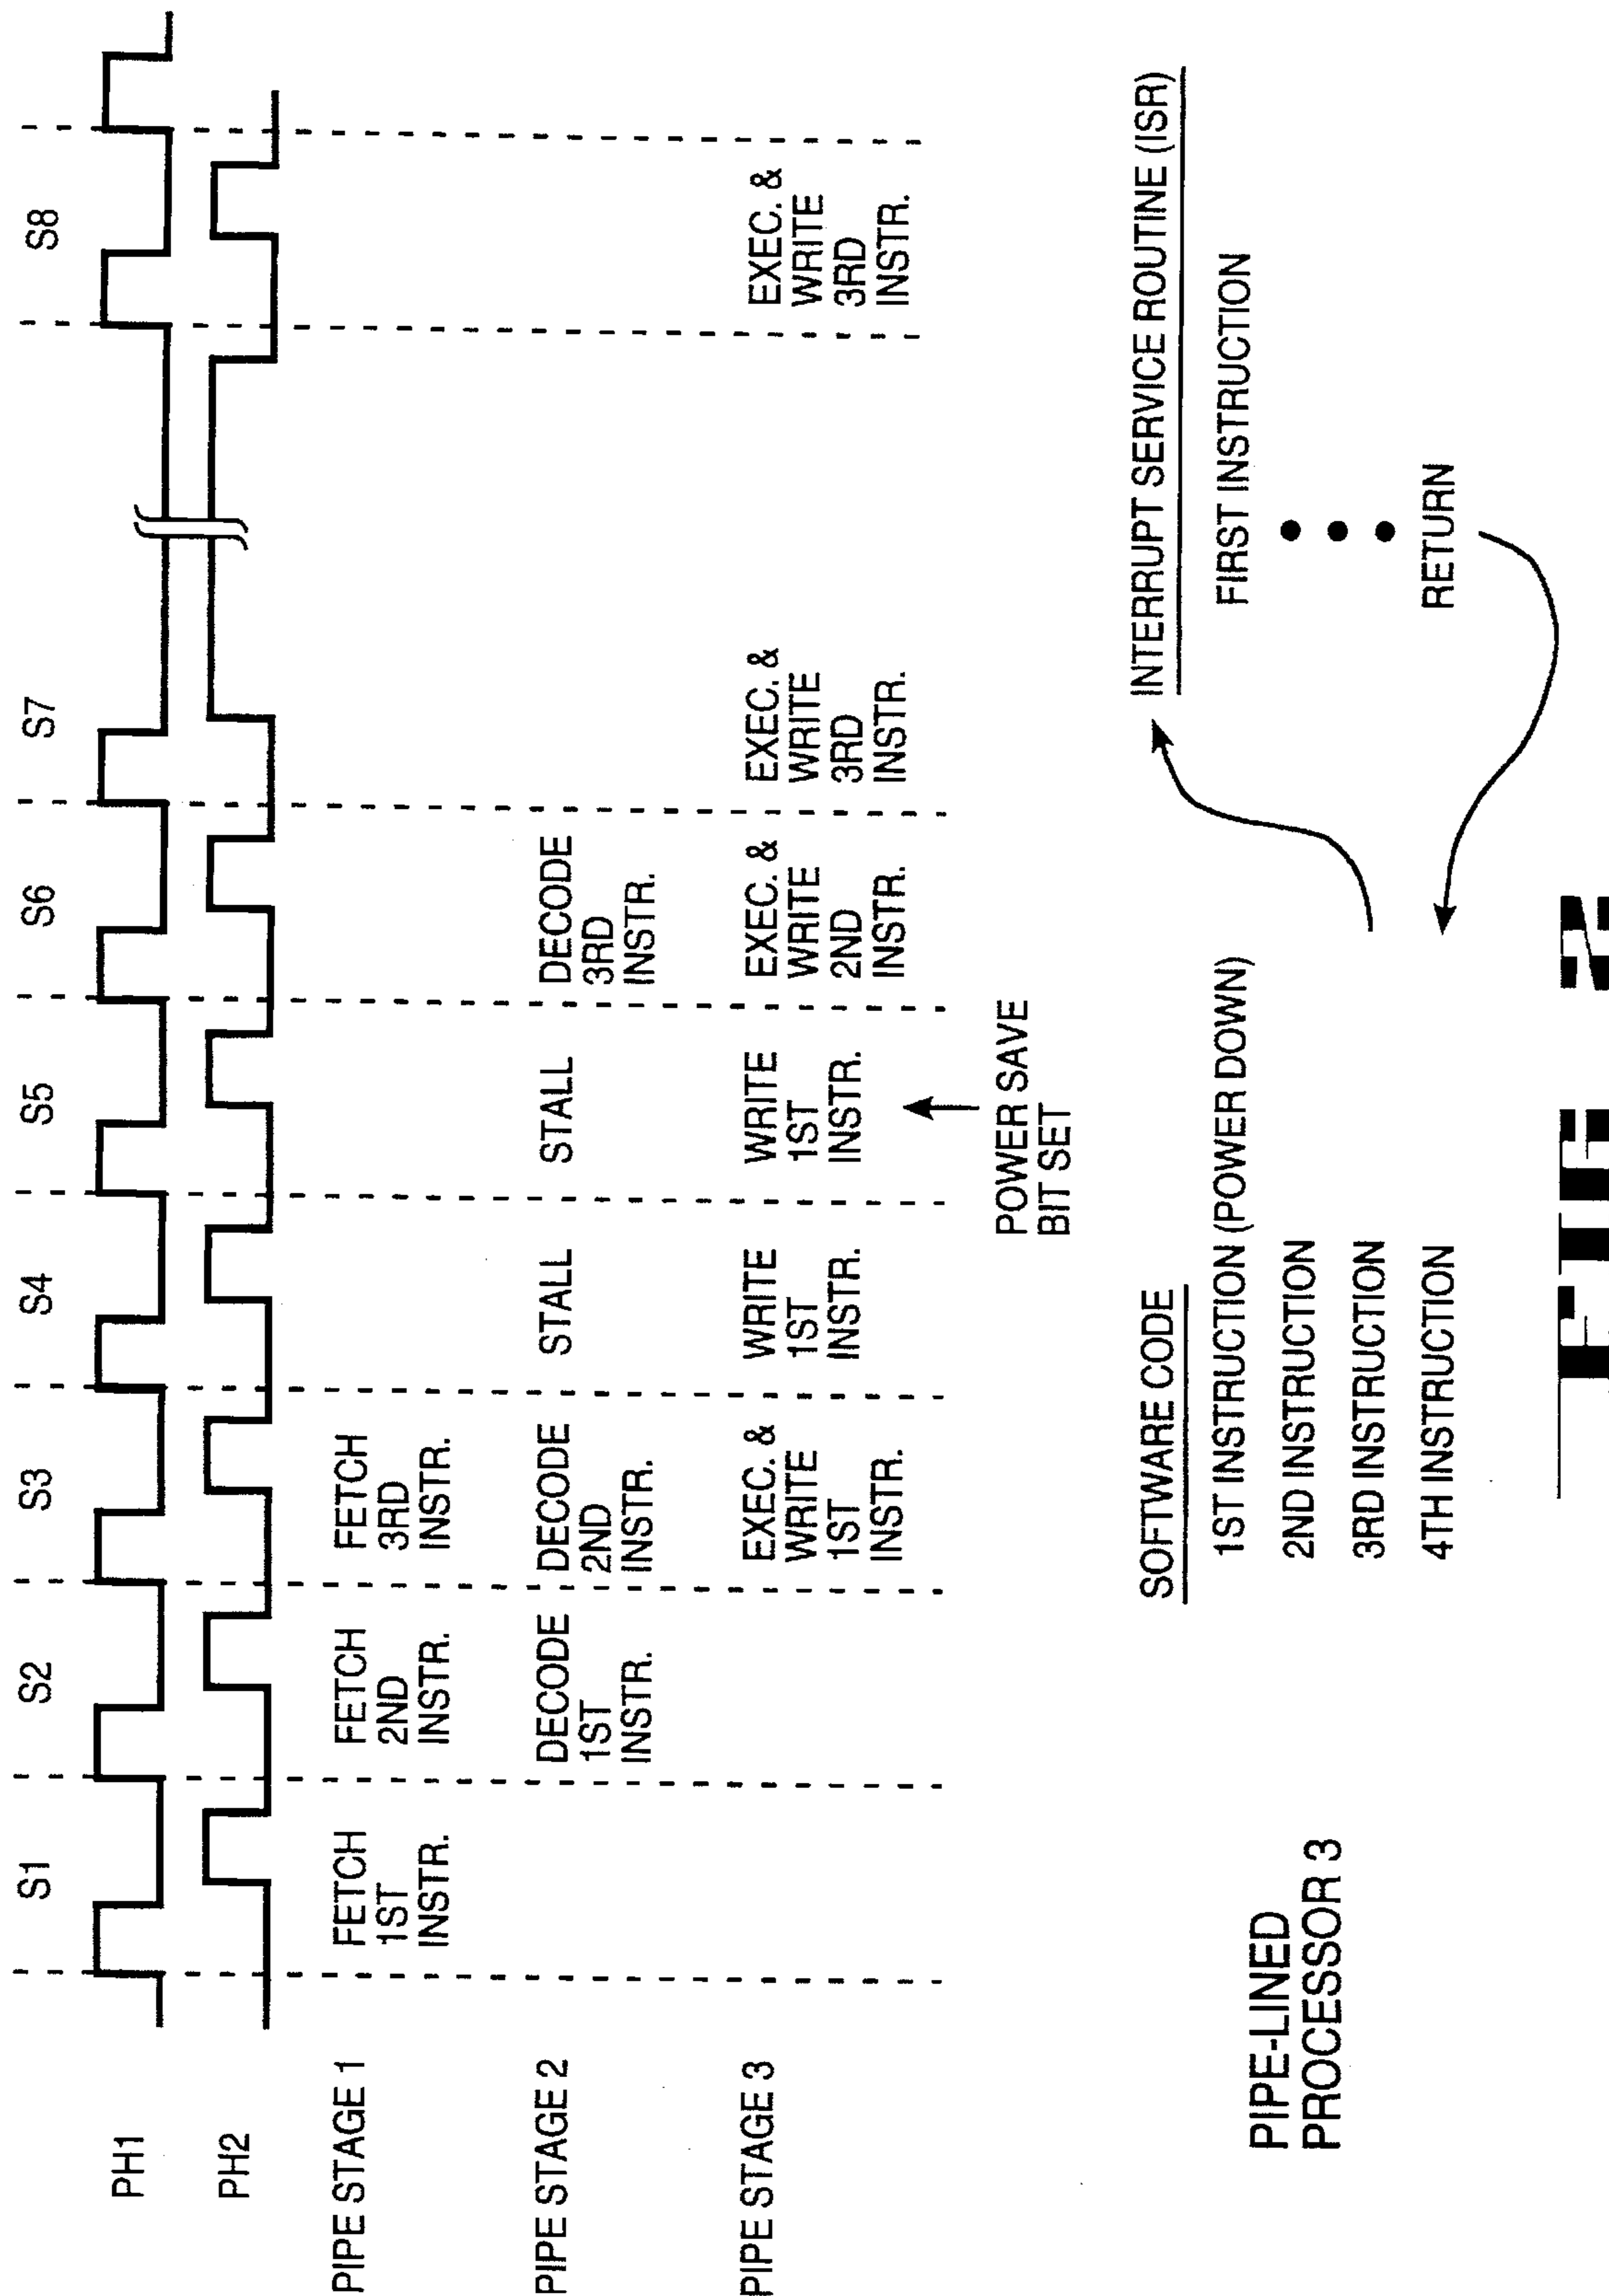 S1 S2 S3 S4 S5 S6 S7 S8
PH1
PH2
PIPE STAGE 1
FETCH
1ST
INSTR.
FETCH
2ND
INSTR.
FETCH
3RD
INSTR.
PIPE STAGE 2
DECODE
1ST
INSTR.
DECODE
2ND
INSTR.
STALL
STALL
DECODE
3RD
INSTR.
PIPE STAGE 3
EXEC. &
WRITE
1ST
INSTR.
WRITE
1ST
INSTR.
WRITE
1ST
INSTR.
EXEC. &
WRITE
2ND
INSTR.
EXEC. &
WRITE
3RD
INSTR.
EXEC. &
WRITE
3RD
INSTR.
POWER SAVE
BIT SET
PIPE-LINED
PROCESSOR 3
SOFTWARE CODE
1ST INSTRUCTION (POWER DOWN)
2ND INSTRUCTION
3RD INSTRUCTION
4TH INSTRUCTION
INTERRUPT SERVICE ROUTINE (ISR)
FIRST INSTRUCTION
RETURN